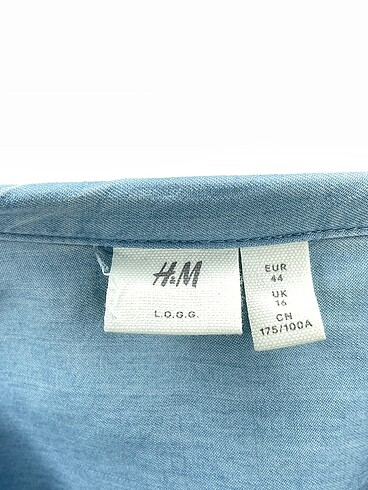 H&M
L.O.G.G.
EUR
44
UK
16
CN
175/100A